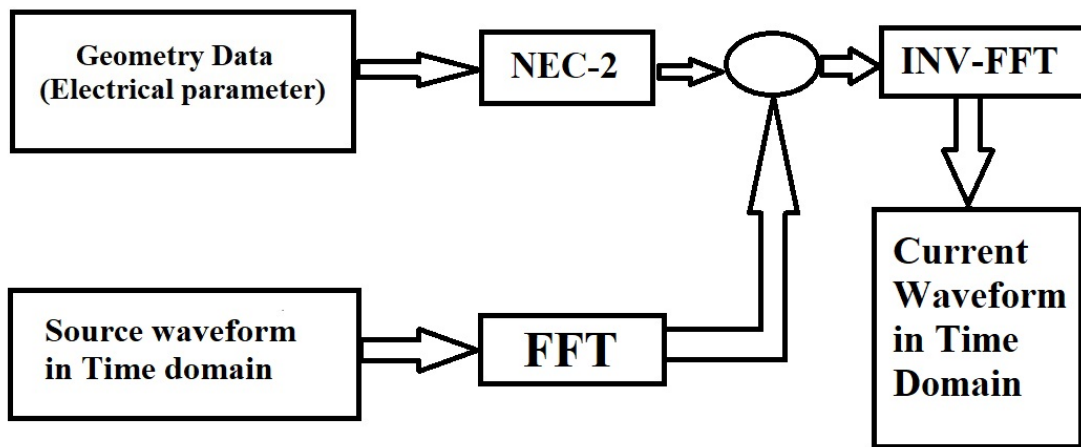 Geometry Data
(Electrical parameter)
NEC-2
INV-FFT
Source waveform
in Time domain
FFT
Current
Waveform
in Time
Domain